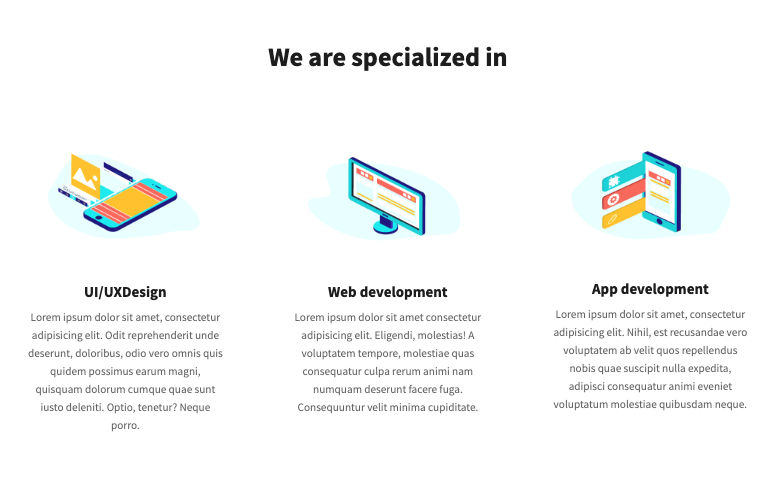 We are specialized in
UI/UXDesign
Lorem ipsum dolor sit amet, consectetur
adipisicing elit. Odit reprehenderit unde
deserunt, doloribus, odio vero omnis quis
quidem possimus earum magni,
quisquam dolorum cumque quae sunt
iusto deleniti. Optio, tenetur? Neque
porro.
Web development
Lorem ipsum dolor sit amet, consectetur
adipisicing elit. Eligendi, molestias! A
voluptatem tempore, molestiae quas
consequatur culpa rerum animi nam
numquam deserunt facere fuga.
Consequuntur velit minima cupiditate.
App development
Lorem ipsum dolor sit amet, consectetur
adipisicing elit. Nihil, est recusandae vero
voluptatem ab velit quos repellendus
nobis quae suscipit nulla expedita,
adipisci consequatur animi eveniet
voluptatum molestiae quibusdam neque.